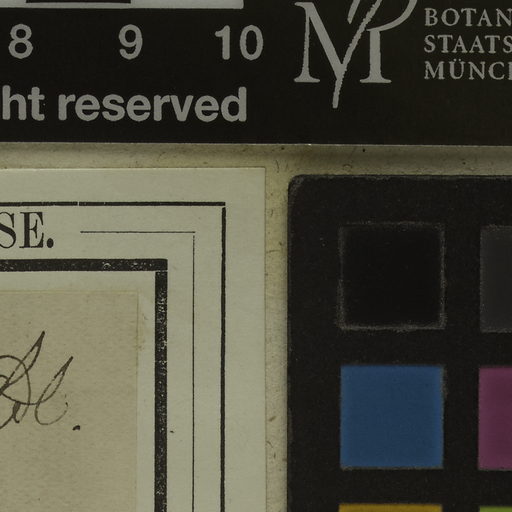 8 9 10
ht reserved
M
BOTAN
STAATS
MÜNC
SE.